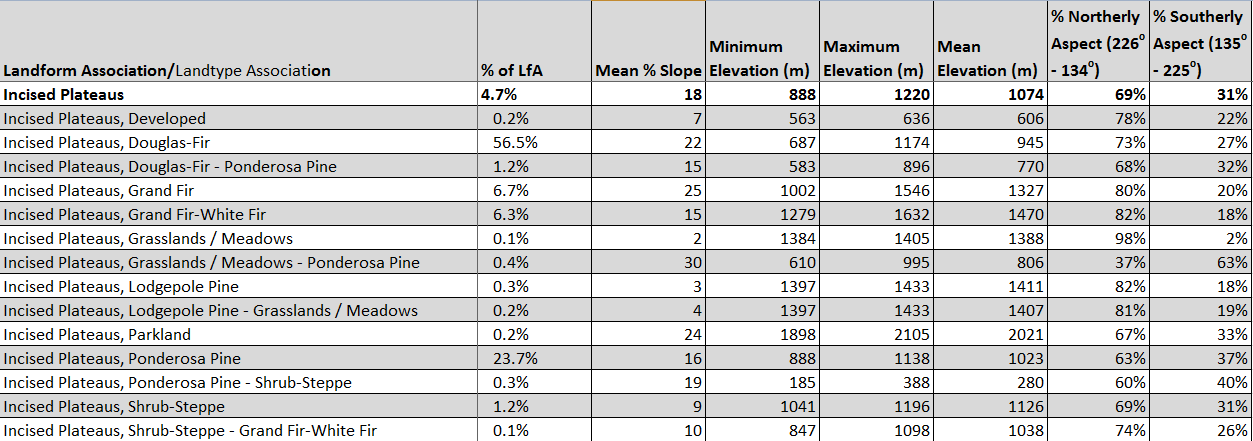 Landform Association/Landtype Association % of LfA Mean % Slope Minimum Elevation (m) Maximum Elevation (m) Mean Elevation (m) % Northerly Aspect (226° - 134°) % Southerly Aspect (135° - 225°)
Incised Plateaus 4.7% 18 888 1220 1074 69% 31%
Incised Plateaus, Developed 0.2% 7 563 636 606 78% 22%
Incised Plateaus, Douglas-Fir 56.5% 22 687 1174 945 73% 27%
Incised Plateaus, Douglas-Fir - Ponderosa Pine 1.2% 15 583 896 770 68% 32%
Incised Plateaus, Grand Fir 6.7% 25 1002 1546 1327 80% 20%
Incised Plateaus, Grand Fir-White Fir 6.3% 15 1279 1632 1470 82% 18%
Incised Plateaus, Grasslands / Meadows 0.1% 2 1384 1405 1388 98% 2%
Incised Plateaus, Grasslands / Meadows - Ponderosa Pine 0.4% 30 610 995 806 37% 63%
Incised Plateaus, Lodgepole Pine 0.3% 3 1397 1433 1411 82% 18%
Incised Plateaus, Lodgepole Pine - Grasslands / Meadows 0.2% 4 1397 1433 1407 81% 19%
Incised Plateaus, Parkland 0.2% 24 1898 2105 2021 67% 33%
Incised Plateaus, Ponderosa Pine 23.7% 16 888 1138 1023 63% 37%
Incised Plateaus, Ponderosa Pine - Shrub-Steppe 0.3% 19 185 388 280 60% 40%
Incised Plateaus, Shrub-Steppe 1.2% 9 1041 1196 1126 69% 31%
Incised Plateaus, Shrub-Steppe - Grand Fir-White Fir 0.1% 10 847 1098 1038 74% 26%